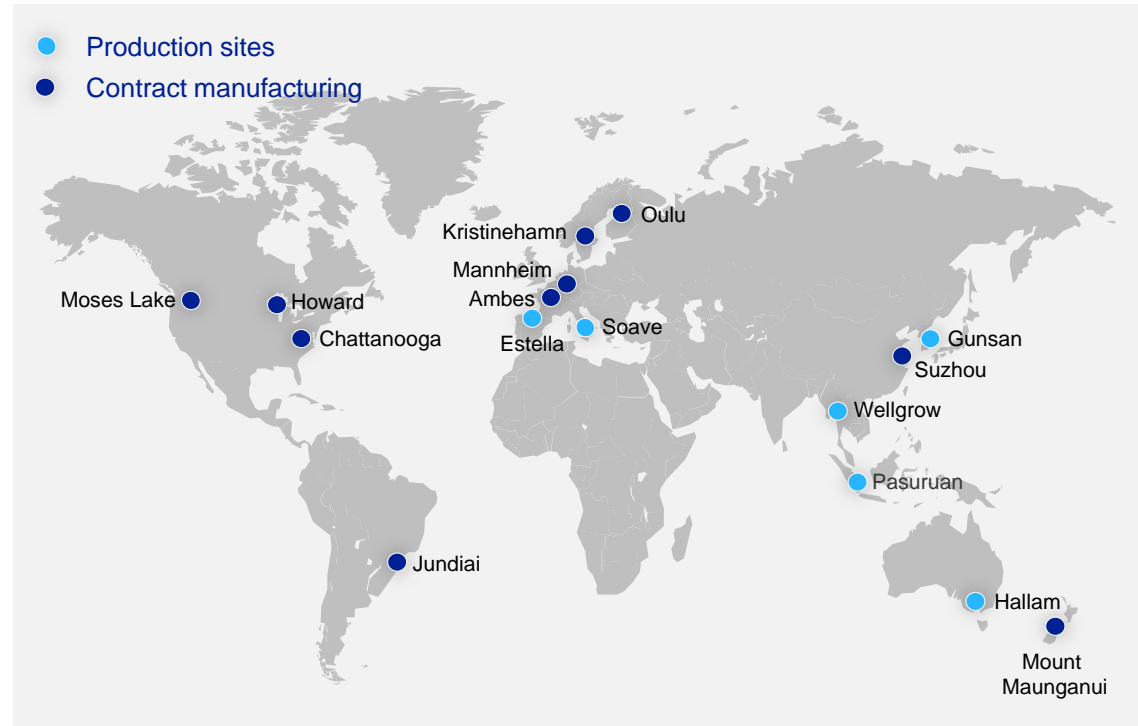 Production sites
Contract manufacturing
Oulu
Kristinehamn
Mannheim
Moses Lake
Howard
Ambes
Chattanooga
Estella
Soave
Gunsan
Suzhou
Wellgrow
Pasuruan
Jundiai
Hallam
Mount
Maunganui